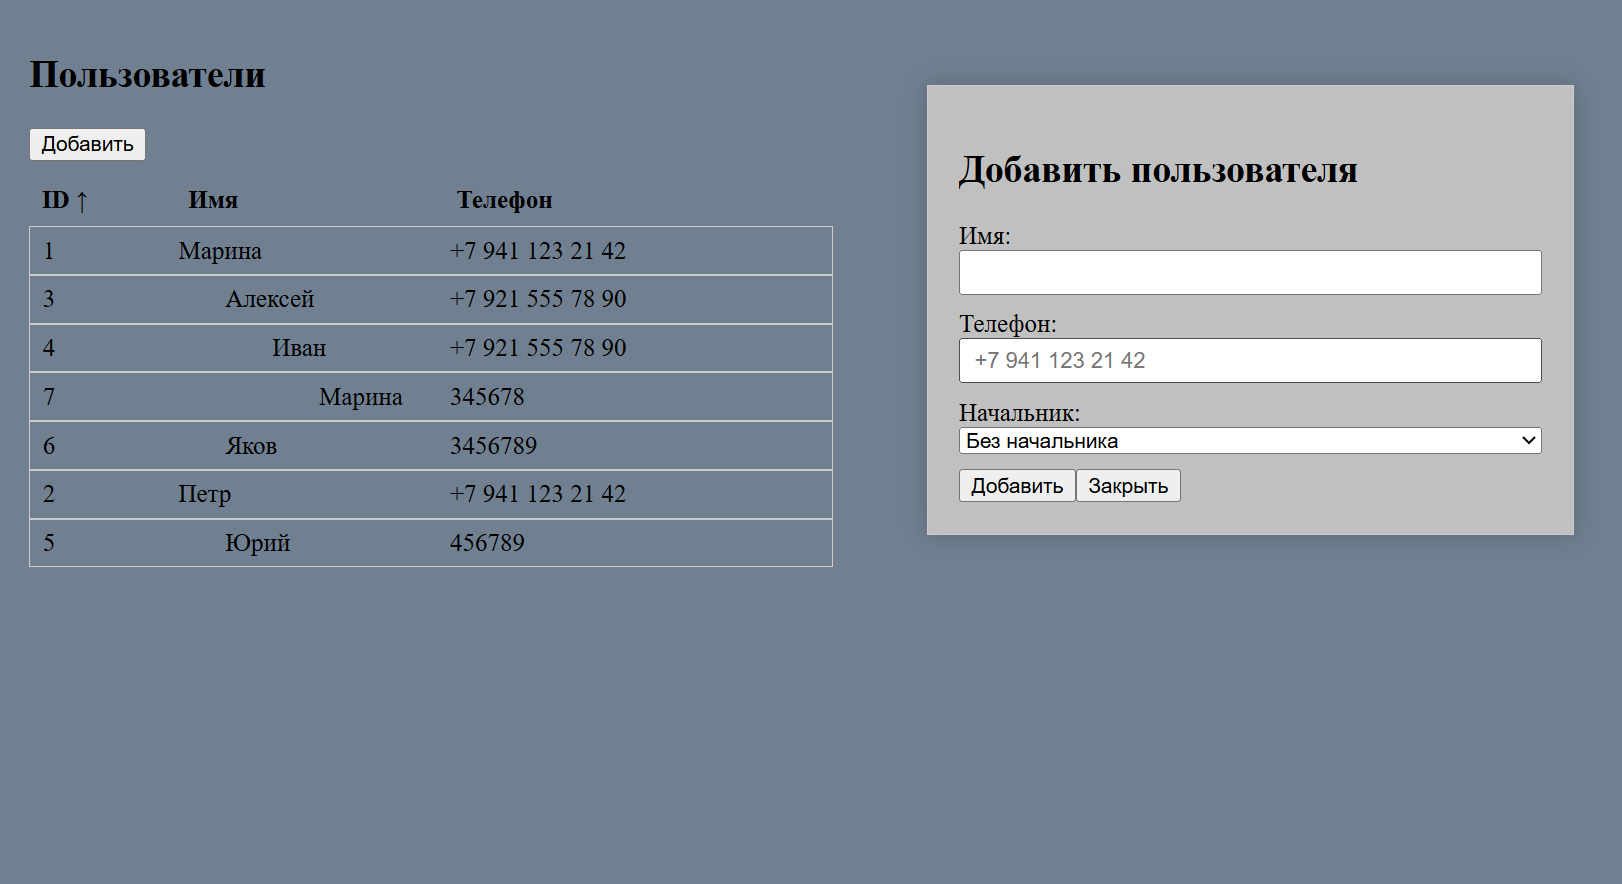 Пользователи
Добавить
ID ↑ Имя Телефон
1 Марина +7 941 123 21 42
3 Алексей +7 921 555 78 90
4 Иван +7 921 555 78 90
7 Марина 345678
6 Яков 3456789
2 Петр +7 941 123 21 42
5 Юрий 456789
Добавить пользователя
Имя:
Телефон:
+7 941 123 21 42
Начальник:
Без начальника
Добавить Закрыть